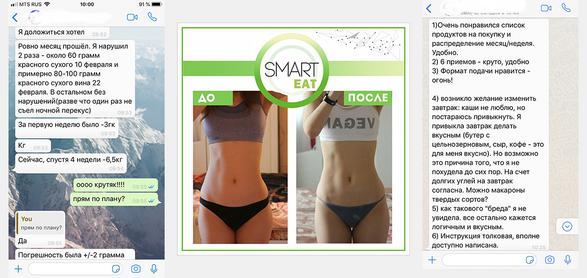 MTS RUS
10:00
91 %
Я доложиться хотел
Ровно месяц прошёл. Я нарушил
2 раза - около 60 грамм
красного сухого 10 февраля и
примерно 80-100 грамм
красного сухого вина 22
февраля. В остальном без
нарушений(разве что один раз не
съел ночной перекус)
За первую неделю было -3кг
Кг
Сейчас, спустя 4 недели -6,5кг
оооо крутяк!!!!
прям по плану?
You
прям по плану?
Да
Погрешность была +/-2 грамма
SMART
EAT
ДО
ПОСЛЕ
VEGAN
1)Очень понравился список
продуктов на покупку и
распределение месяц/неделя.
Удобно.
2) 6 приемов - круто, удобно
3) Формат подачи нравится -
огонь!
4) возникло желание изменить
завтрак: каши не люблю, но
постараюсь привыкнуть. Я
привыкла завтрак делать
вкусным (бутер с
цельнозерновым, сыр, кофе - это
для меня вкусно). Но возможно
это причина того, что я не
похудела до сих пор. На счет
долгих углей на завтрак
согласна. Можно макароны
твердых сортов?
5) как такового "бреда" я не
увидела. все остально кажется
логичным и вкусным.
6) Инструкция толковая, вполне
доступно написана.